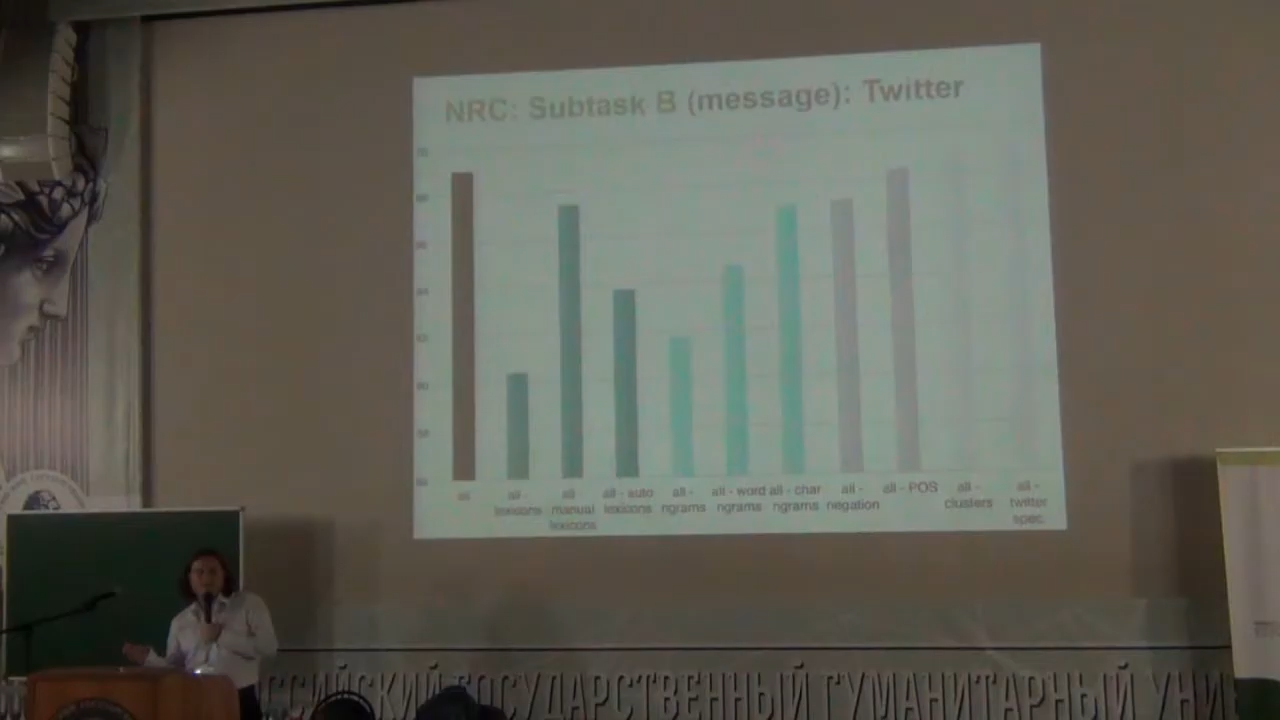 NRC: Subtask B (message): Twitter
all
all - lexicons
all manual lexicons
all - auto lexicons
all - ngrams
all - word ngrams
all - char ngrams
all - negation
all - POS
all - clusters
all - twitter spec.
ССИЙСКИЙ ГОСУДАРСТВЕННЫЙ ГУМАНИТАРНЫЙ УНИ